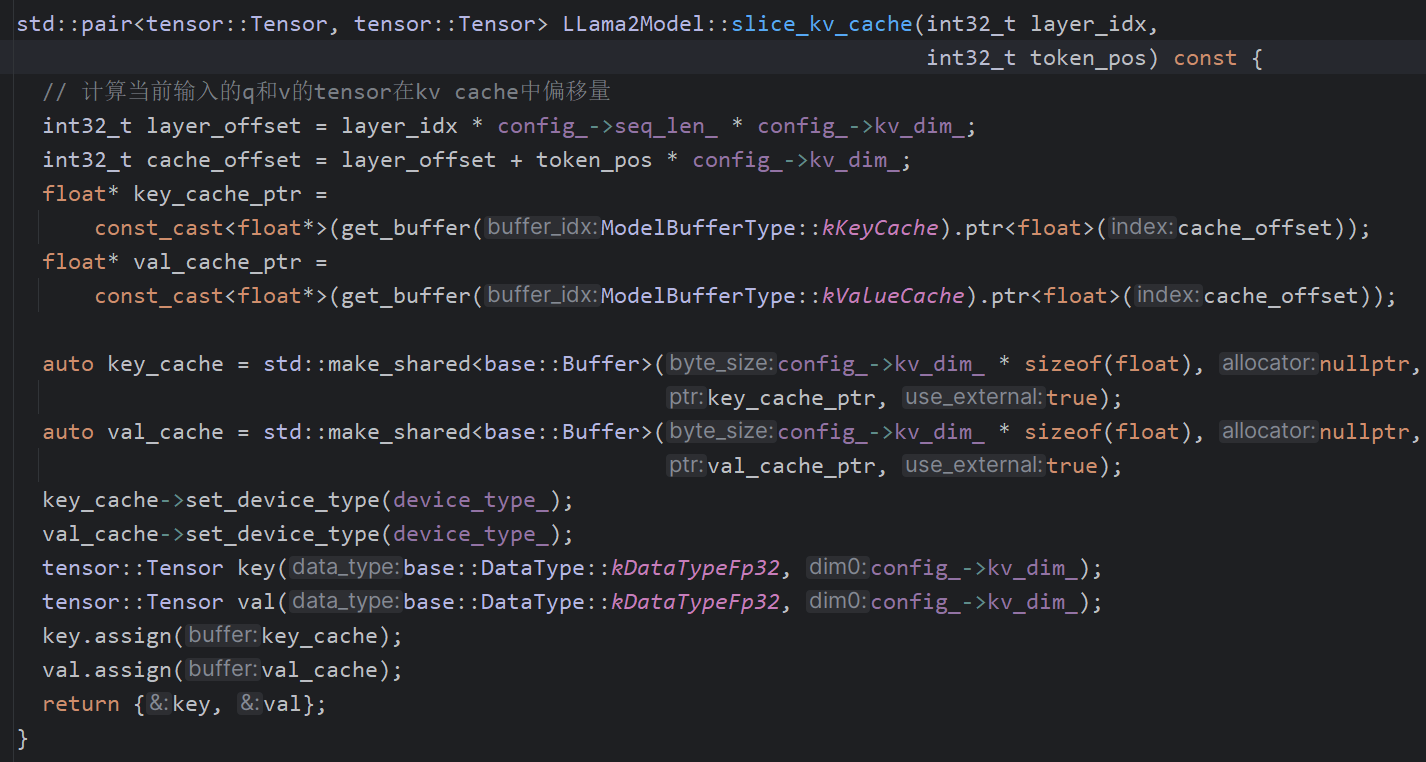 std::pair<tensor::Tensor, tensor::Tensor> LLama2Model::slice_kv_cache(int32_t layer_idx,
int32_t token_pos) const {
// 计算当前输入的q和v的tensor在kv cache中偏移量
int32_t layer_offset = layer_idx * config_->seq_len_ * config_->kv_dim_;
int32_t cache_offset = layer_offset + token_pos * config_->kv_dim_;
float* key_cache_ptr =
const_cast<float*>(get_buffer(buffer_idx:ModelBufferType::kKeyCache).ptr<float>(index:cache_offset));
float* val_cache_ptr =
const_cast<float*>(get_buffer(buffer_idx:ModelBufferType::kValueCache).ptr<float>(index:cache_offset));
auto key_cache = std::make_shared<base::Buffer>(byte_size:config_->kv_dim_ * sizeof(float), allocator:nullptr,
ptr:key_cache_ptr, use_external:true);
auto val_cache = std::make_shared<base::Buffer>(byte_size:config_->kv_dim_ * sizeof(float), allocator:nullptr,
ptr:val_cache_ptr, use_external:true);
key_cache->set_device_type(device_type_);
val_cache->set_device_type(device_type_);
tensor::Tensor key(data_type:base::DataType::kDataTypeFp32, dim0:config_->kv_dim_);
tensor::Tensor val(data_type:base::DataType::kDataTypeFp32, dim0:config_->kv_dim_);
key.assign(buffer:key_cache);
val.assign(buffer:val_cache);
return {&:key, &:val};
}